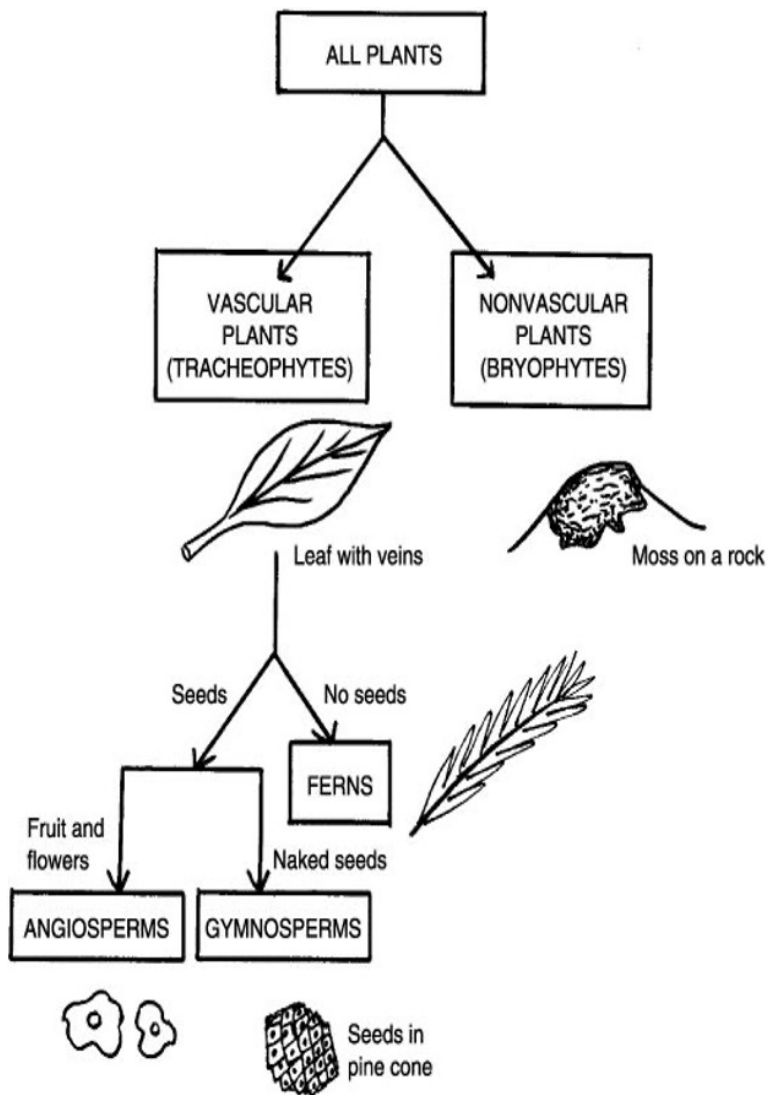 ALL PLANTS
VASCULAR
PLANTS
(TRACHEOPHYTES)
NONVASCULAR
PLANTS
(BRYOPHYTES)
Leaf with veins
Moss on a rock
Seeds
No seeds
FERNS
Fruit and
flowers
Naked seeds
ANGIOSPERMS
GYMNOSPERMS
Seeds in
pine cone